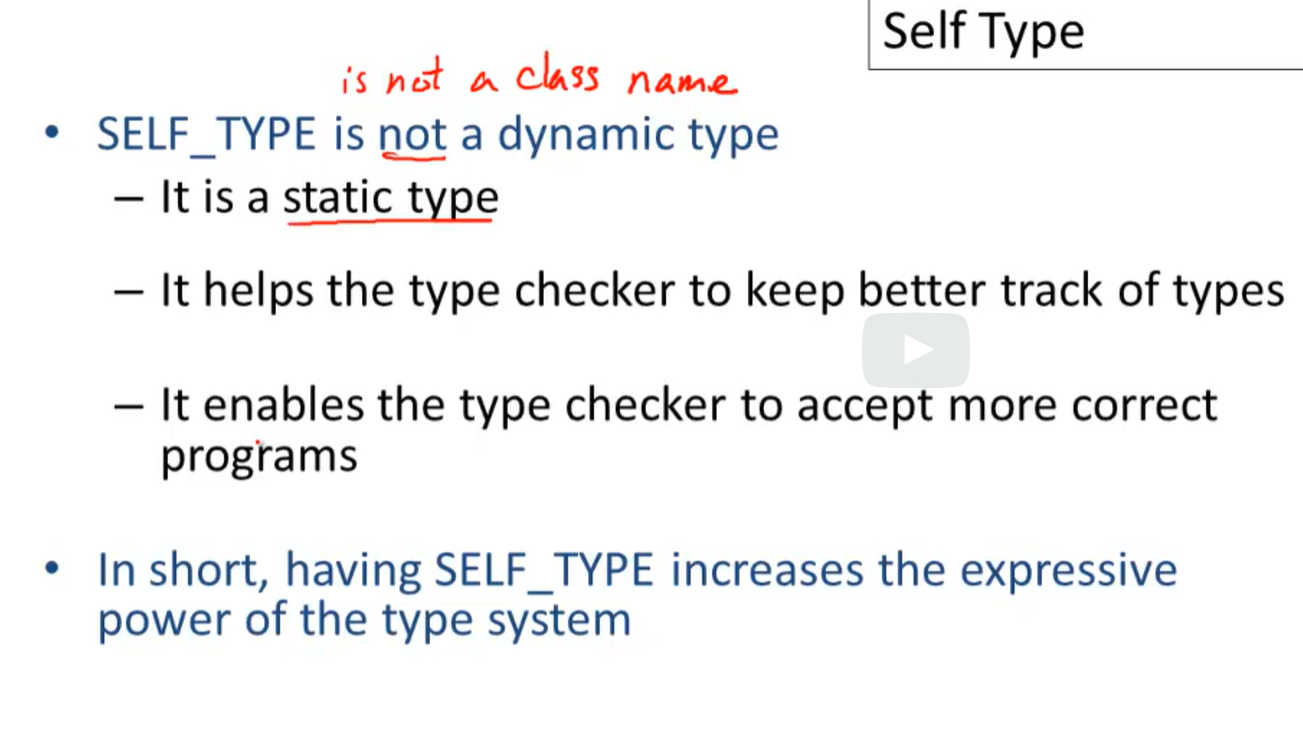 Self Type
is not a class name
• SELF_TYPE is not a dynamic type
– It is a static type
– It helps the type checker to keep better track of types
– It enables the type checker to accept more correct
programs
• In short, having SELF_TYPE increases the expressive
power of the type system